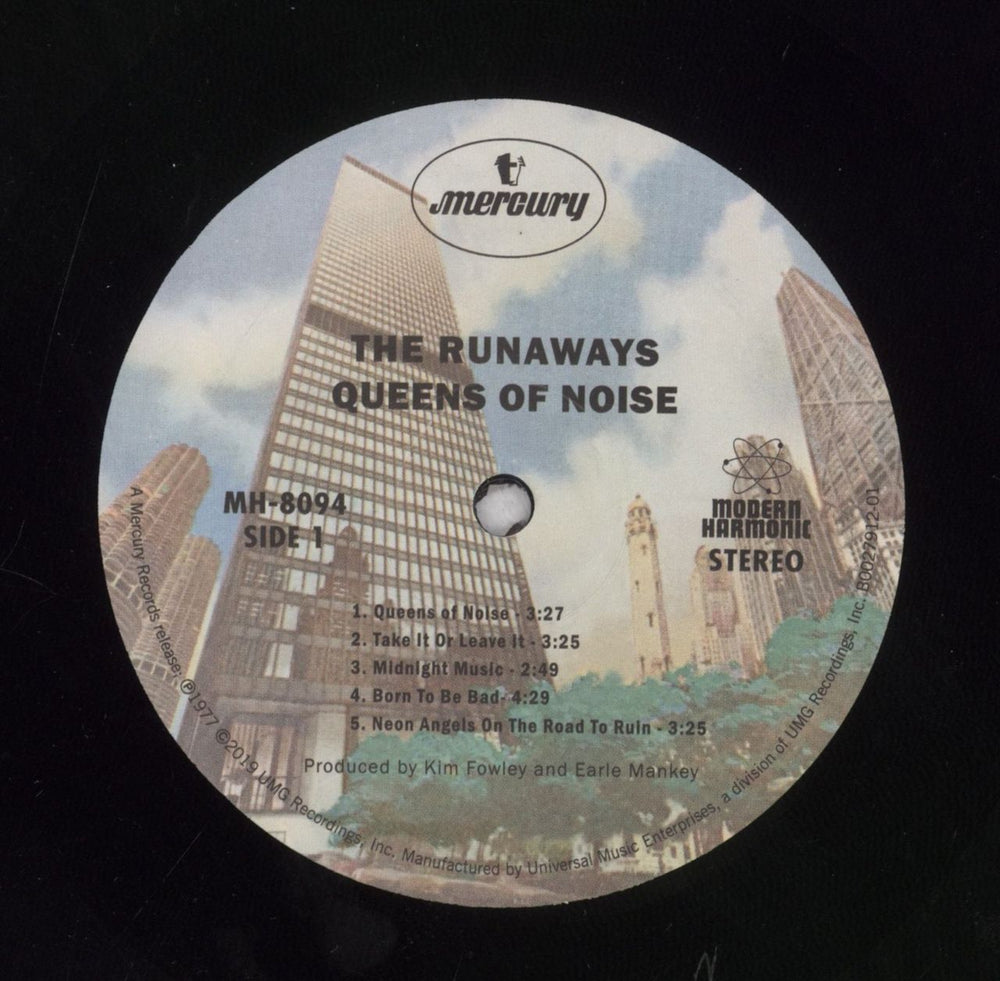 mercury
THE RUNAWAYS
QUEENS OF NOISE
MH-8094
SIDE 1
MODERN
HARMONIC
STEREO
1. Queens of Noise - 3:27
2. Take It Or Leave It - 3:25
3. Midnight Music - 2:49
4. Born To Be Bad- 4:29
5. Neon Angels On The Road To Ruin - 3:25
Produced by Kim Fowley and Earle Mankey
A Mercury Records release; ℗1977 ©2019 UMG Recordings, Inc. Manufactured by Universal Music Enterprises, a division of UMG Recordings, Inc. B0027912-01